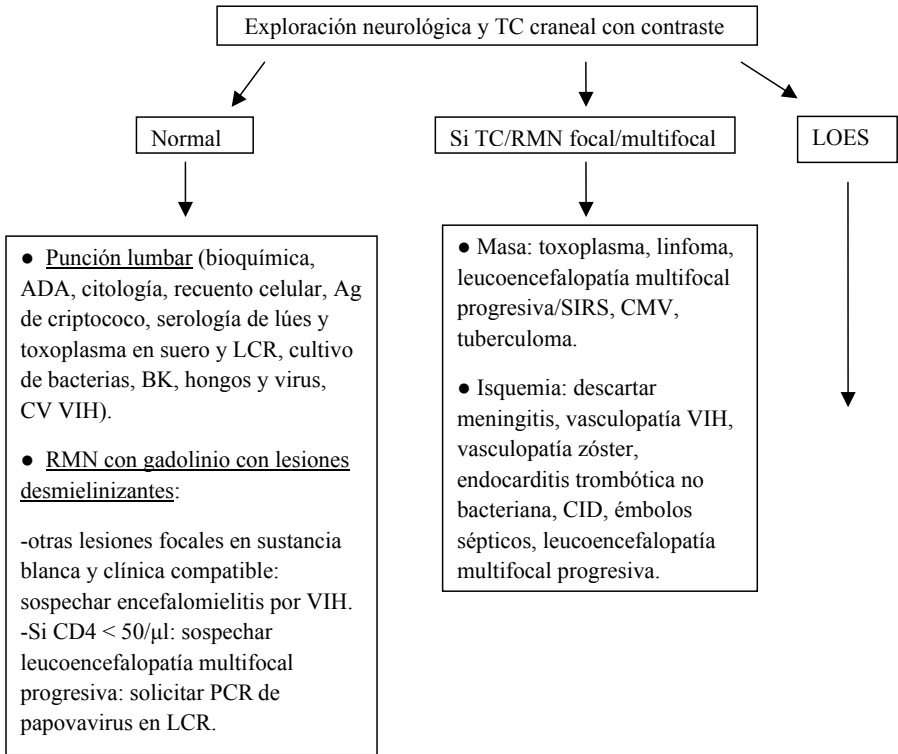 Exploración neurológica y TC craneal con contraste
Normal
Si TC/RMN focal/multifocal
LOES
● Punción lumbar (bioquímica,
ADA, citología, recuento celular, Ag
de criptococo, serología de lúes y
toxoplasma en suero y LCR, cultivo
de bacterias, BK, hongos y virus,
CV VIH).
● RMN con gadolinio con lesiones
desmielinizantes:
-otras lesiones focales en sustancia
blanca y clínica compatible:
sospechar encefalomielitis por VIH.
-Si CD4 < 50/μl: sospechar
leucoencefalopatía multifocal
progresiva: solicitar PCR de
papovavirus en LCR.
● Masa: toxoplasma, linfoma,
leucoencefalopatía multifocal
progresiva/SIRS, CMV,
tuberculoma.
● Isquemia: descartar
meningitis, vasculopatía VIH,
vasculopatía zóster,
endocarditis trombótica no
bacteriana, CID, émbolos
sépticos, leucoencefalopatía
multifocal progresiva.